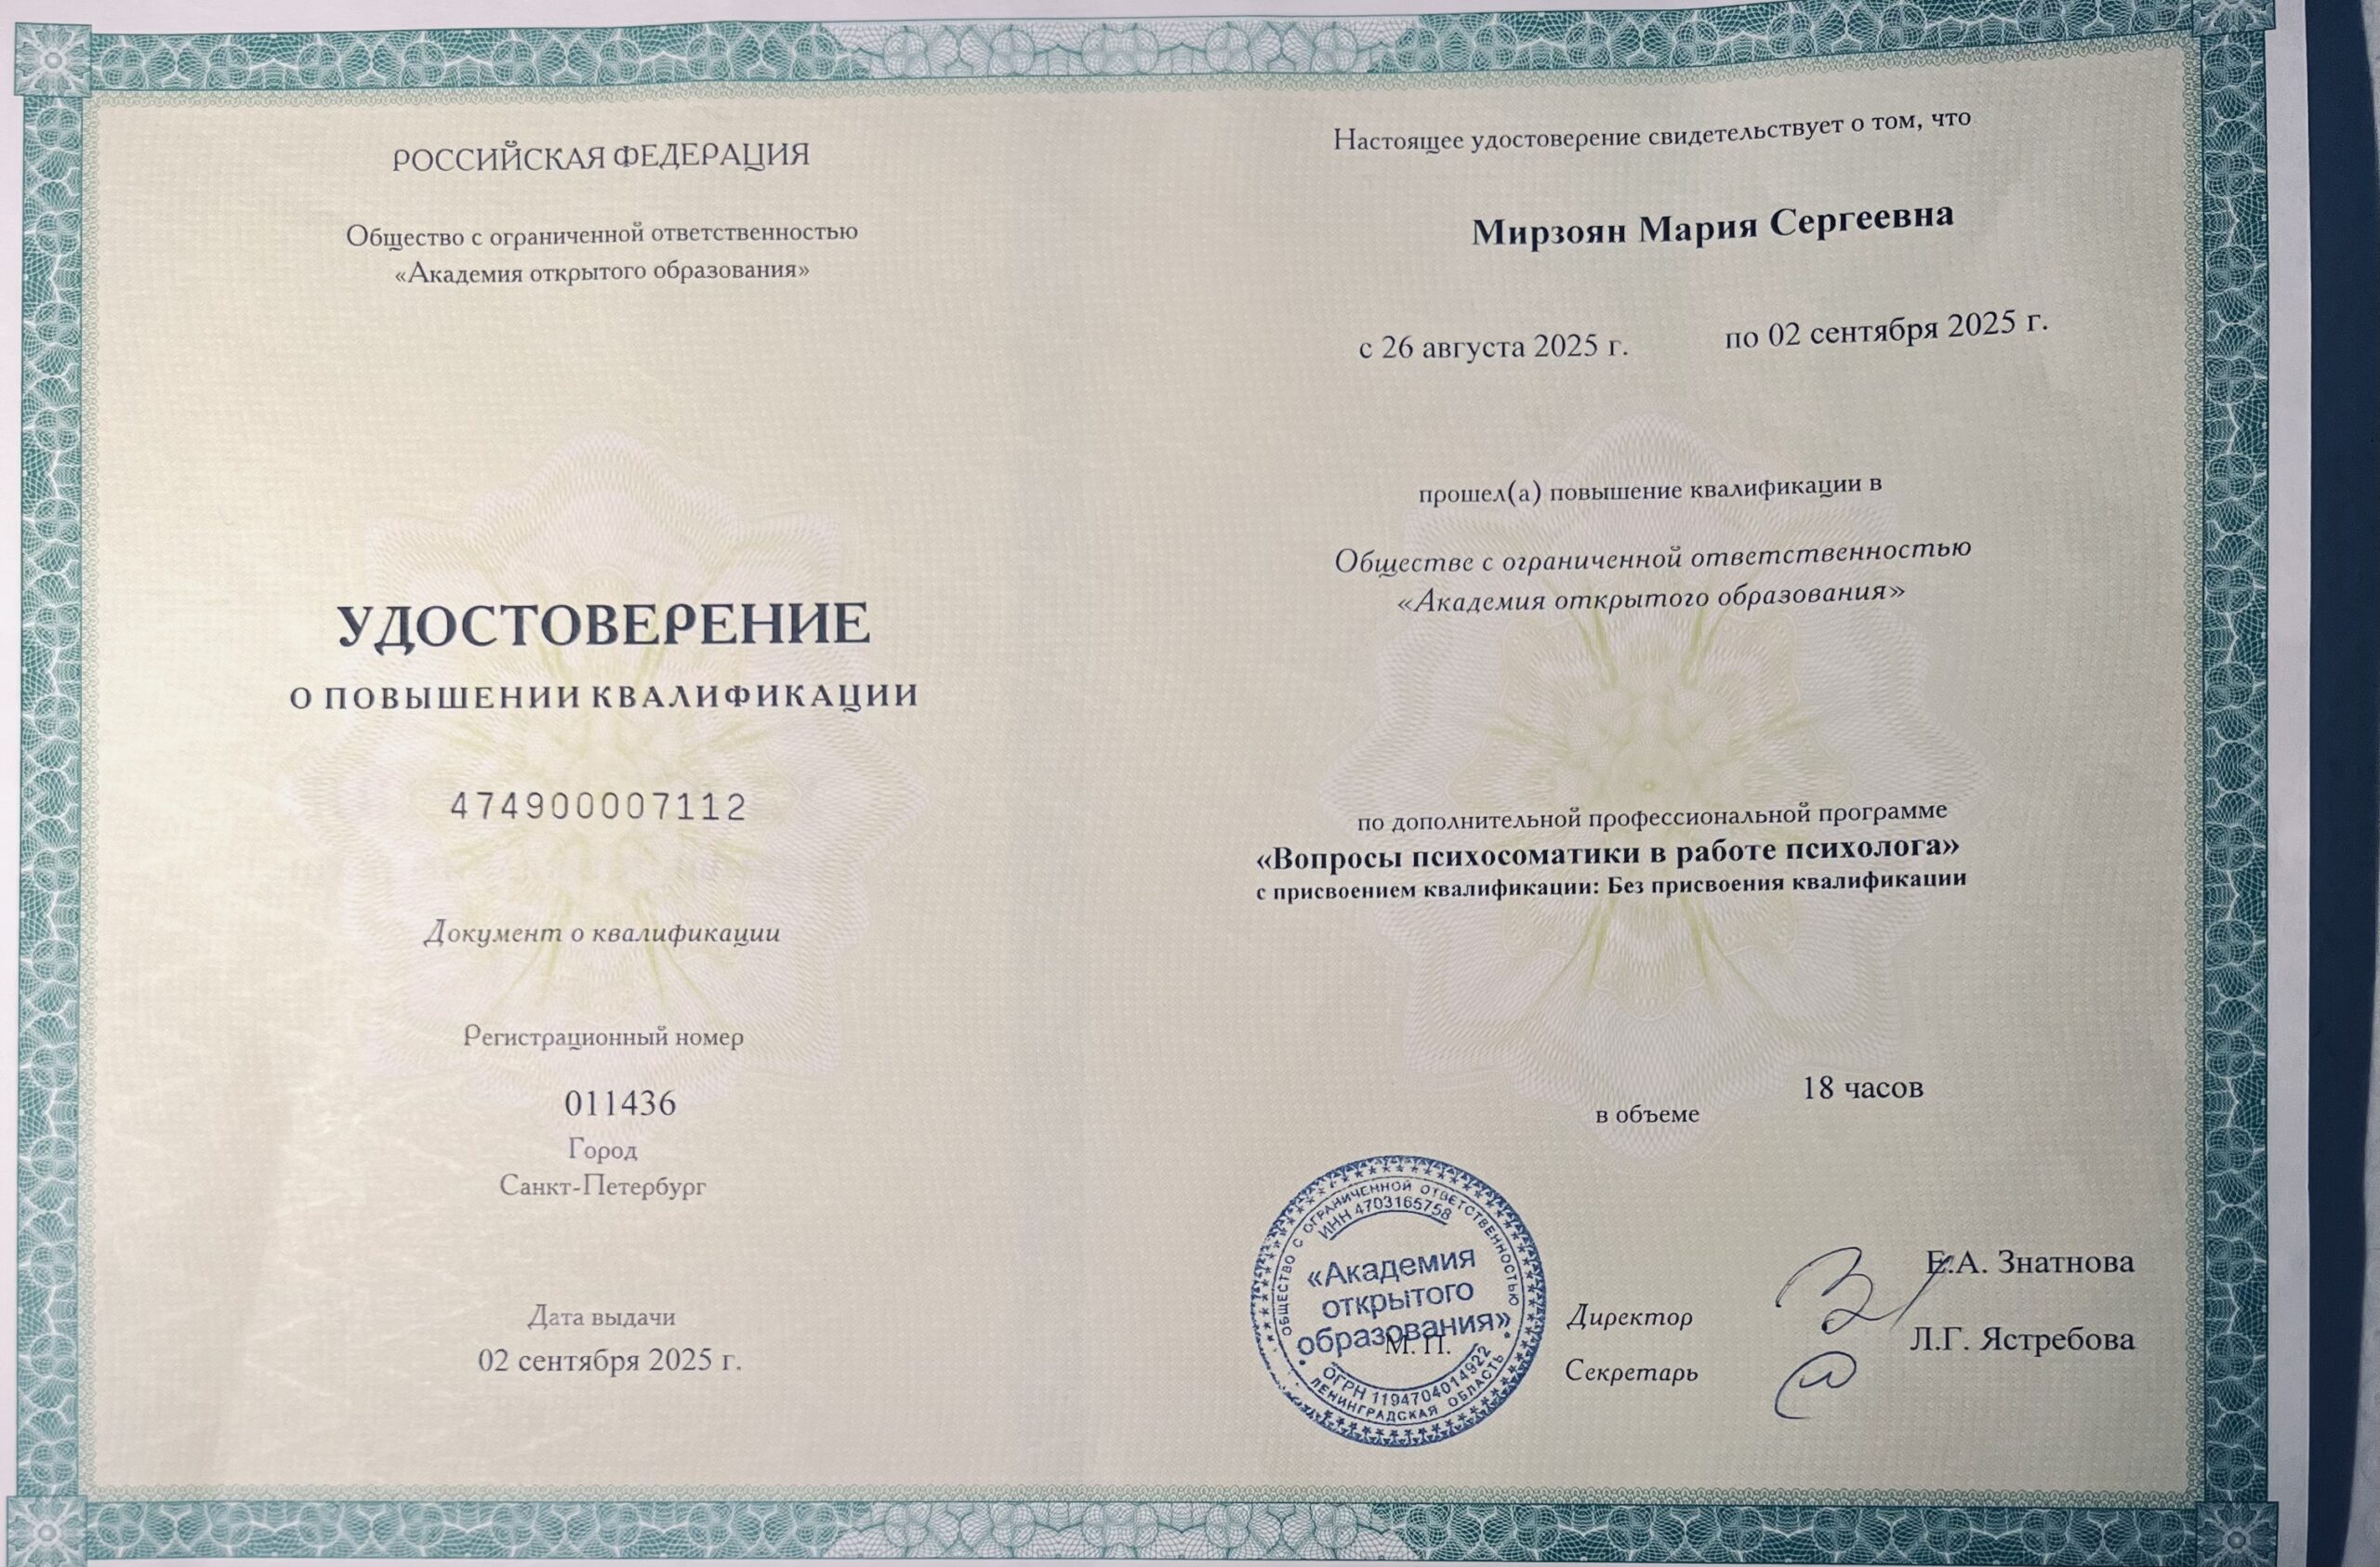 РОССИЙСКАЯ ФЕДЕРАЦИЯ
Общество с ограниченной ответственностью
«Академия открытого образования»
УДОСТОВЕРЕНИЕ
О ПОВЫШЕНИИ КВАЛИФИКАЦИИ
474900007112
Документ о квалификации
Регистрационный номер
011436
Город
Санкт-Петербург
Дата выдачи
02 сентября 2025 г.
Настоящее удостоверение свидетельствует о том, что
Мирзоян Мария Сергеевна
с 26 августа 2025 г. по 02 сентября 2025 г.
прошел(а) повышение квалификации в
Обществе с ограниченной ответственностью
«Академия открытого образования»
по дополнительной профессиональной программе
«Вопросы психосоматики в работе психолога»
с присвоением квалификации: Без присвоения квалификации
18 часов
в объеме
ОБЩЕСТВО С ОГРАНИЧЕННОЙ ОТВЕТСТВЕННОСТЬЮ
ИНН 4703165758
«Академия
открытого
образования»
М. П.
ОГРН 1194704014922
ЛЕНИНГРАДСКАЯ ОБЛАСТЬ
Е.А. Знатнова
Директор
Л.Г. Ястребова
Секретарь